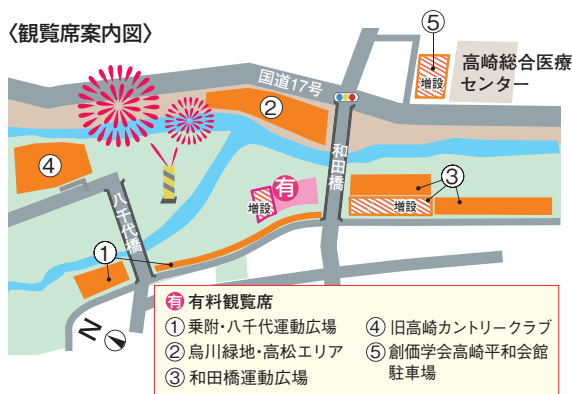 〈観覧席案内図〉
⑤
増設
高崎総合医療
センター
国道17号
②
④
和田橋
有
増設
③
増設
八千代橋
①
N
有 有料観覧席
① 乗附・八千代運動広場
② 烏川緑地・高松エリア
③ 和田橋運動広場
④ 旧高崎カントリークラブ
⑤ 創価学会高崎平和会館
駐車場